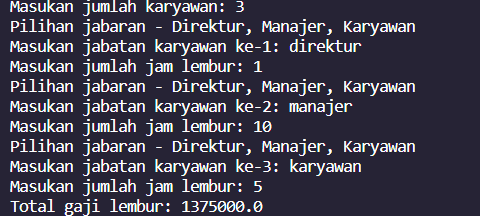 Masukan jumlah karyawan: 3
Pilihan jabaran - Direktur, Manajer, Karyawan
Masukan jabatan karyawan ke-1: direktur
Masukan jumlah jam lembur: 1
Pilihan jabaran - Direktur, Manajer, Karyawan
Masukan jabatan karyawan ke-2: manajer
Masukan jumlah jam lembur: 10
Pilihan jabaran - Direktur, Manajer, Karyawan
Masukan jabatan karyawan ke-3: karyawan
Masukan jumlah jam lembur: 5
Total gaji lembur: 1375000.0